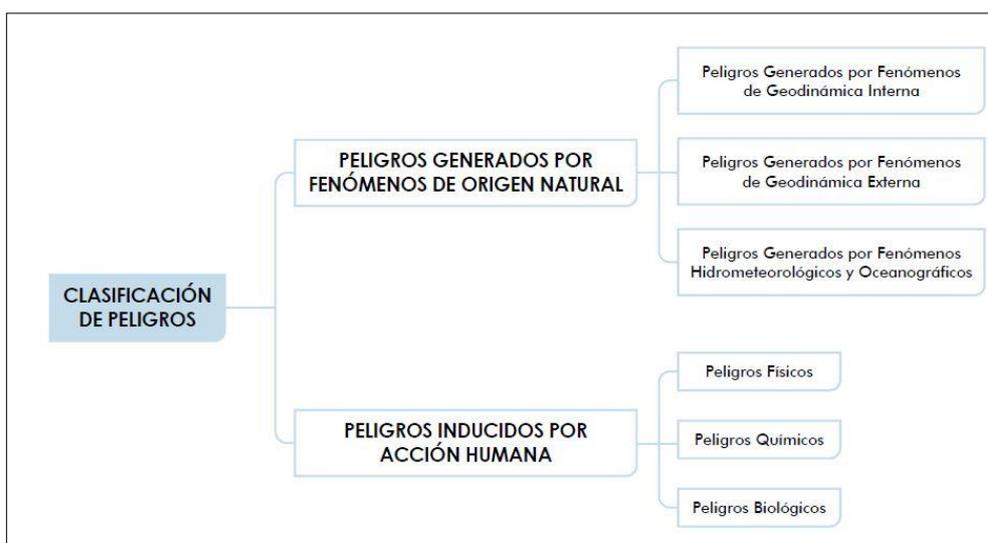 CLASIFICACIÓN
DE PELIGROS
PELIGROS GENERADOS POR
FENÓMENOS DE ORIGEN NATURAL
Peligros Generados por Fenómenos
de Geodinámica Interna
Peligros Generados por Fenómenos
de Geodinámica Externa
Peligros Generados por Fenómenos
Hidrometeorológicos y Oceanográficos
PELIGROS INDUCIDOS POR
ACCIÓN HUMANA
Peligros Físicos
Peligros Químicos
Peligros Biológicos